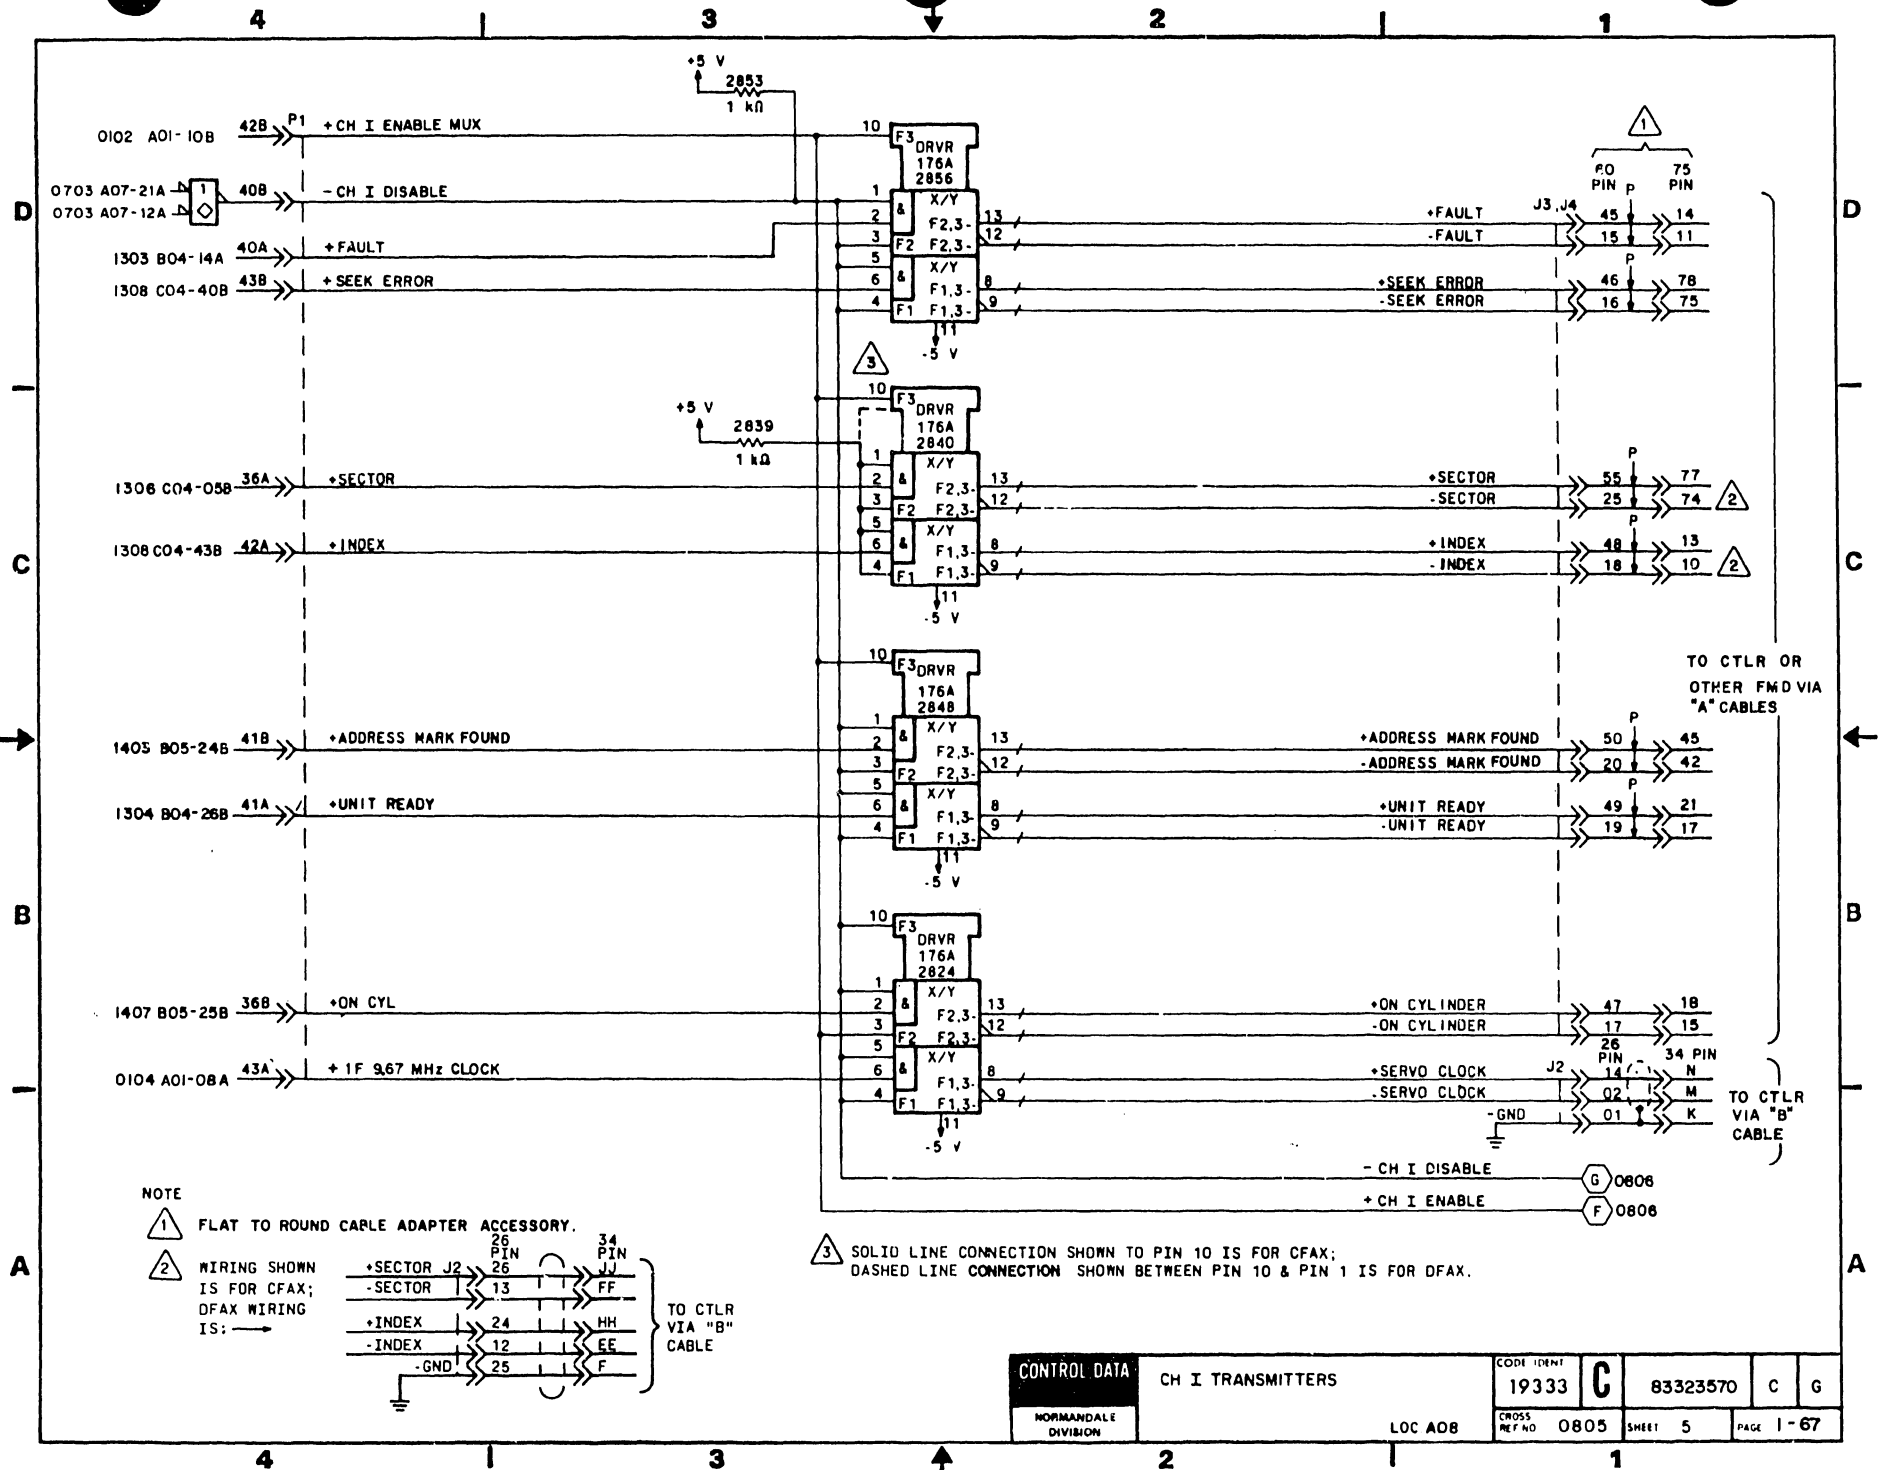 4 3 2 1
+5 V
2853
1 kΩ
0102 A01-10B 42B P1 +CH I ENABLE MUX 10 F3
DRVR
176A
2856
1
60 PIN
75 PIN
0703 A07-21A
0703 A07-12A
1
40B -CH I DISABLE
D
D
1 & X/Y
2 F2,3- 13 +FAULT J3,J4 45 P 14
3 F2 F2,3- 12 -FAULT 15 11
1303 B04-14A 40A +FAULT
5 & X/Y
1308 C04-40B 43B +SEEK ERROR 6 F1,3- 8 +SEEK ERROR 46 P 78
4 F1 F1,3- 9 -SEEK ERROR 16 75
11
-5 V
3
10 F3
DRVR
176A
2840
+5 V
2839
1 kΩ
1 & X/Y
1306 C04-05B 36A +SECTOR 2 F2,3- 13 +SECTOR 55 P 77
3 F2 F2,3- 12 -SECTOR 25 74 2
5 & X/Y
1308 C04-43B 42A +INDEX 6 F1,3- 8 +INDEX 48 P 13
4 F1 F1,3- 9 -INDEX 18 10 2
C
C
11
-5 V
10 F3
DRVR
176A
2848
TO CTLR OR
OTHER FMD VIA
"A" CABLES
1 & X/Y
1403 B05-24B 41B +ADDRESS MARK FOUND 2 F2,3- 13 +ADDRESS MARK FOUND 50 P 45
3 F2 F2,3- 12 -ADDRESS MARK FOUND 20 42
5 & X/Y
1304 B04-26B 41A +UNIT READY 6 F1,3- 8 +UNIT READY 49 P 21
4 F1 F1,3- 9 -UNIT READY 19 17
11
-5 V
B
B
10 F3
DRVR
176A
2824
1 & X/Y
1407 B05-25B 36B +ON CYL 2 F2,3- 13 +ON CYLINDER 47 18
3 F2 F2,3- 12 -ON CYLINDER 17 15
26 PIN
34 PIN
5 & X/Y
0104 A01-08A 43A + 1F 9.67 MHz CLOCK 6 F1,3- 8 +SERVO CLOCK J2 14 N
4 F1 F1,3- 9 -SERVO CLOCK 02 M
-GND 01 K
11
-5 V
TO CTLR
VIA "B"
CABLE
- CH I DISABLE G 0806
+ CH I ENABLE F 0806
NOTE
1 FLAT TO ROUND CABLE ADAPTER ACCESSORY.
2 WIRING SHOWN
IS FOR CFAX;
DFAX WIRING
IS:
26 PIN
34 PIN
+SECTOR J2 26 JJ
-SECTOR 13 FF
+INDEX 24 HH
-INDEX 12 EE
-GND 25 F
TO CTLR
VIA "B"
CABLE
3 SOLID LINE CONNECTION SHOWN TO PIN 10 IS FOR CFAX;
DASHED LINE CONNECTION SHOWN BETWEEN PIN 10 & PIN 1 IS FOR DFAX.
A
A
CONTROL DATA
NORMANDALE
DIVISION
CH I TRANSMITTERS
LOC A08
CODE IDENT
19333
C
83323570
C
G
CROSS
REF NO 0805
SHEET 5
PAGE 1-67
4 3 2 1